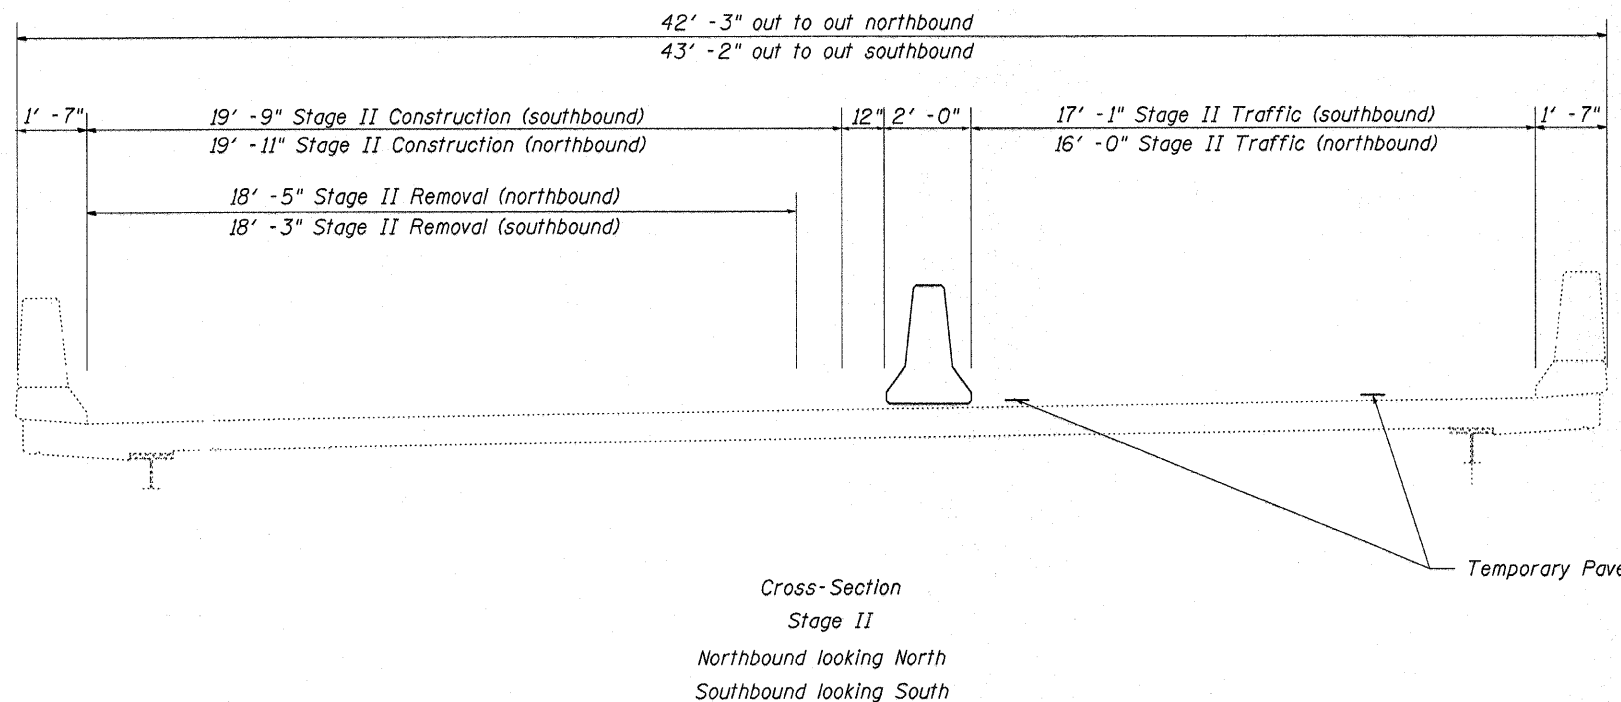 42' -3" out to out northbound
43' -2" out to out southbound
1' -7" 19' -9" Stage II Construction (southbound) 12" 2' -0" 17' -1" Stage II Traffic (southbound) 1' -7"
19' -11" Stage II Construction (northbound) 16' -0" Stage II Traffic (northbound)
18' -5" Stage II Removal (northbound)
18' -3" Stage II Removal (southbound)
Temporary Pave
Cross-Section
Stage II
Northbound looking North
Southbound looking South